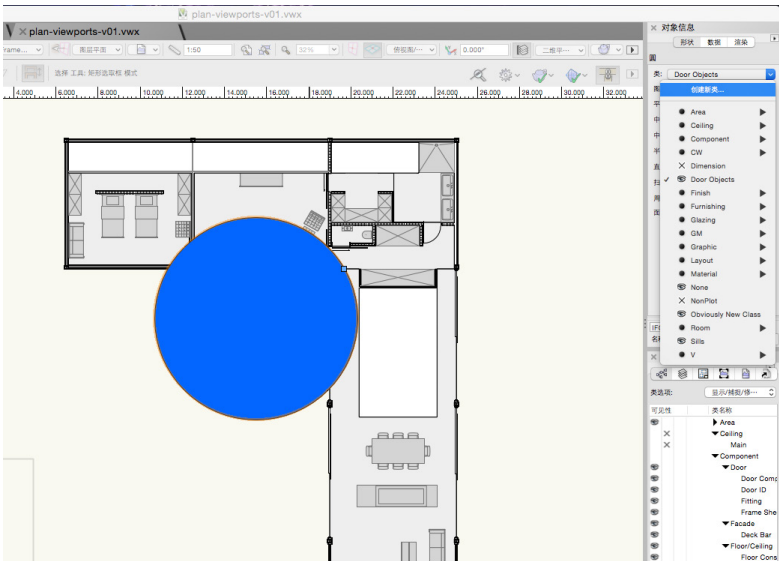 plan-viewports-v01.vwx
V × plan-viewports-v01.vwx
Frame... 图层平面 1:50 32% 俯视图/··· 0.000° 二维平···
选择 工具: 矩形选取框 模式
4.000 6.000 8.000 10.000 12.000 14.000 16.000 18.000 20.000 22.000 24.000 26.000 28.000 30.000 32.000
× 对象信息
形状 数据 渲染
圆
类: Door Objects
创建新类...
Area
Ceiling
Component
CW
Dimension
Door Objects
Finish
Furnishing
Glazing
GM
Graphic
Layout
Material
None
NonPlot
Obviously New Class
Room
Sills
V
类选项: 显示/捕捉/修···
可见性 类名称
Area
Ceiling
Main
Component
Door
Door Comp
Door ID
Fitting
Frame She
Facade
Deck Bar
Floor/Ceiling
Floor Cons